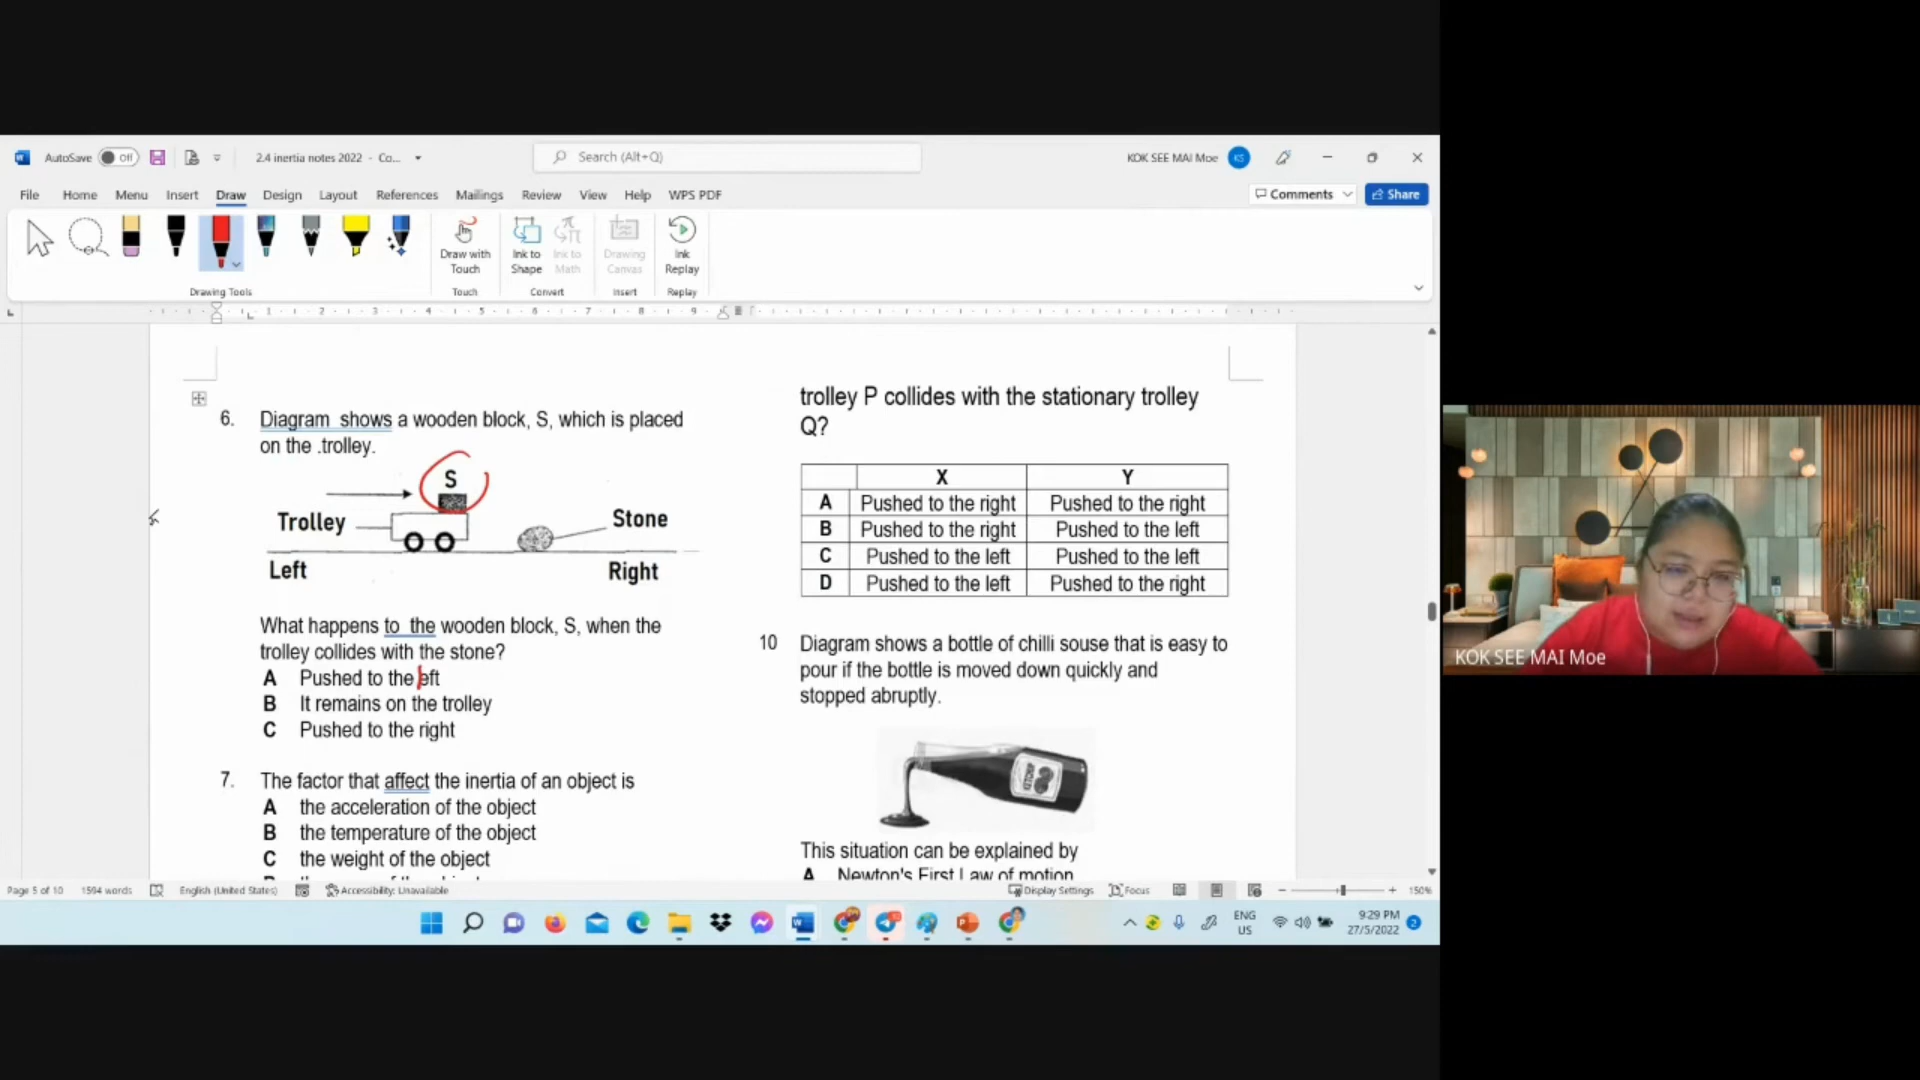 AutoSave Off 2.4 inertia notes 2022 - Co... Search (Alt+Q) KOK SEE MAI Moe KS
File Home Menu Insert Draw Design Layout References Mailings Review View Help WPS PDF Comments Share
Draw with Touch
Ink to Shape
Ink to Math
Drawing Canvas
Ink Replay
Drawing Tools Touch Convert Insert Replay
1 2 3 4 5 6 7 8 9
6. Diagram shows a wooden block, S, which is placed
on the .trolley.
S
Trolley
Stone
Left
Right
What happens to the wooden block, S, when the
trolley collides with the stone?
A Pushed to the left
B It remains on the trolley
C Pushed to the right
7. The factor that affect the inertia of an object is
A the acceleration of the object
B the temperature of the object
C the weight of the object
trolley P collides with the stationary trolley
Q?
X Y
A Pushed to the right Pushed to the right
B Pushed to the right Pushed to the left
C Pushed to the left Pushed to the left
D Pushed to the left Pushed to the right
10 Diagram shows a bottle of chilli souse that is easy to
pour if the bottle is moved down quickly and
stopped abruptly.
This situation can be explained by
A Newton's First Law of motion
Page 5 of 10 1594 words English (United States) Accessibility: Unavailable Display Settings Focus 150%
ENG
US
9:29 PM
27/5/2022
2
KOK SEE MAI Moe